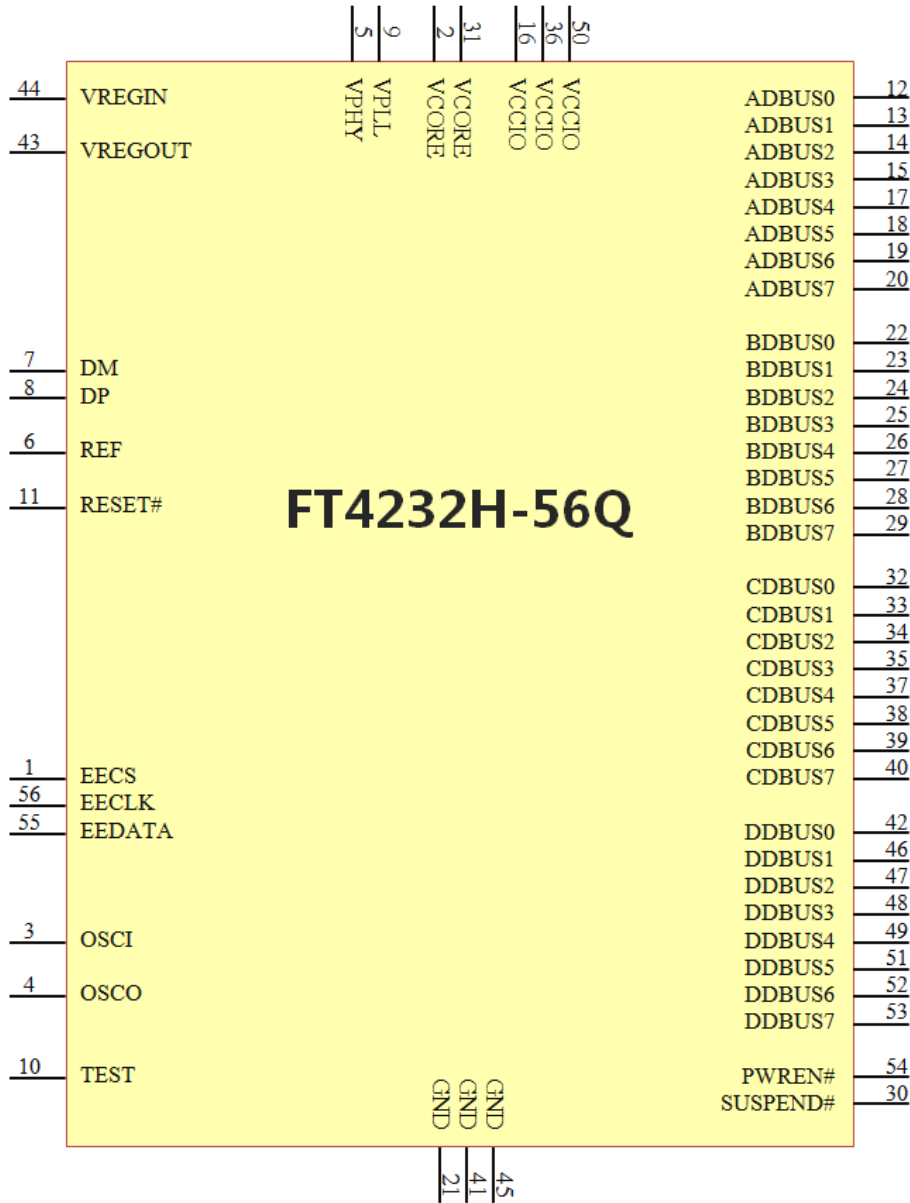 5 9 2 31 16 36 50
VPHY VPLL VCORE VCORE VCCIO VCCIO VCCIO
44 VREGIN
43 VREGOUT
7 DM
8 DP
6 REF
11 RESET#
1 EECS
56 EECLK
55 EEDATA
3 OSCI
4 OSCO
10 TEST
FT4232H-56Q
ADBUS0 12
ADBUS1 13
ADBUS2 14
ADBUS3 15
ADBUS4 17
ADBUS5 18
ADBUS6 19
ADBUS7 20
BDBUS0 22
BDBUS1 23
BDBUS2 24
BDBUS3 25
BDBUS4 26
BDBUS5 27
BDBUS6 28
BDBUS7 29
CDBUS0 32
CDBUS1 33
CDBUS2 34
CDBUS3 35
CDBUS4 37
CDBUS5 38
CDBUS6 39
CDBUS7 40
DDBUS0 42
DDBUS1 46
DDBUS2 47
DDBUS3 48
DDBUS4 49
DDBUS5 51
DDBUS6 52
DDBUS7 53
PWREN# 54
SUSPEND# 30
GND GND GND
21 41 45